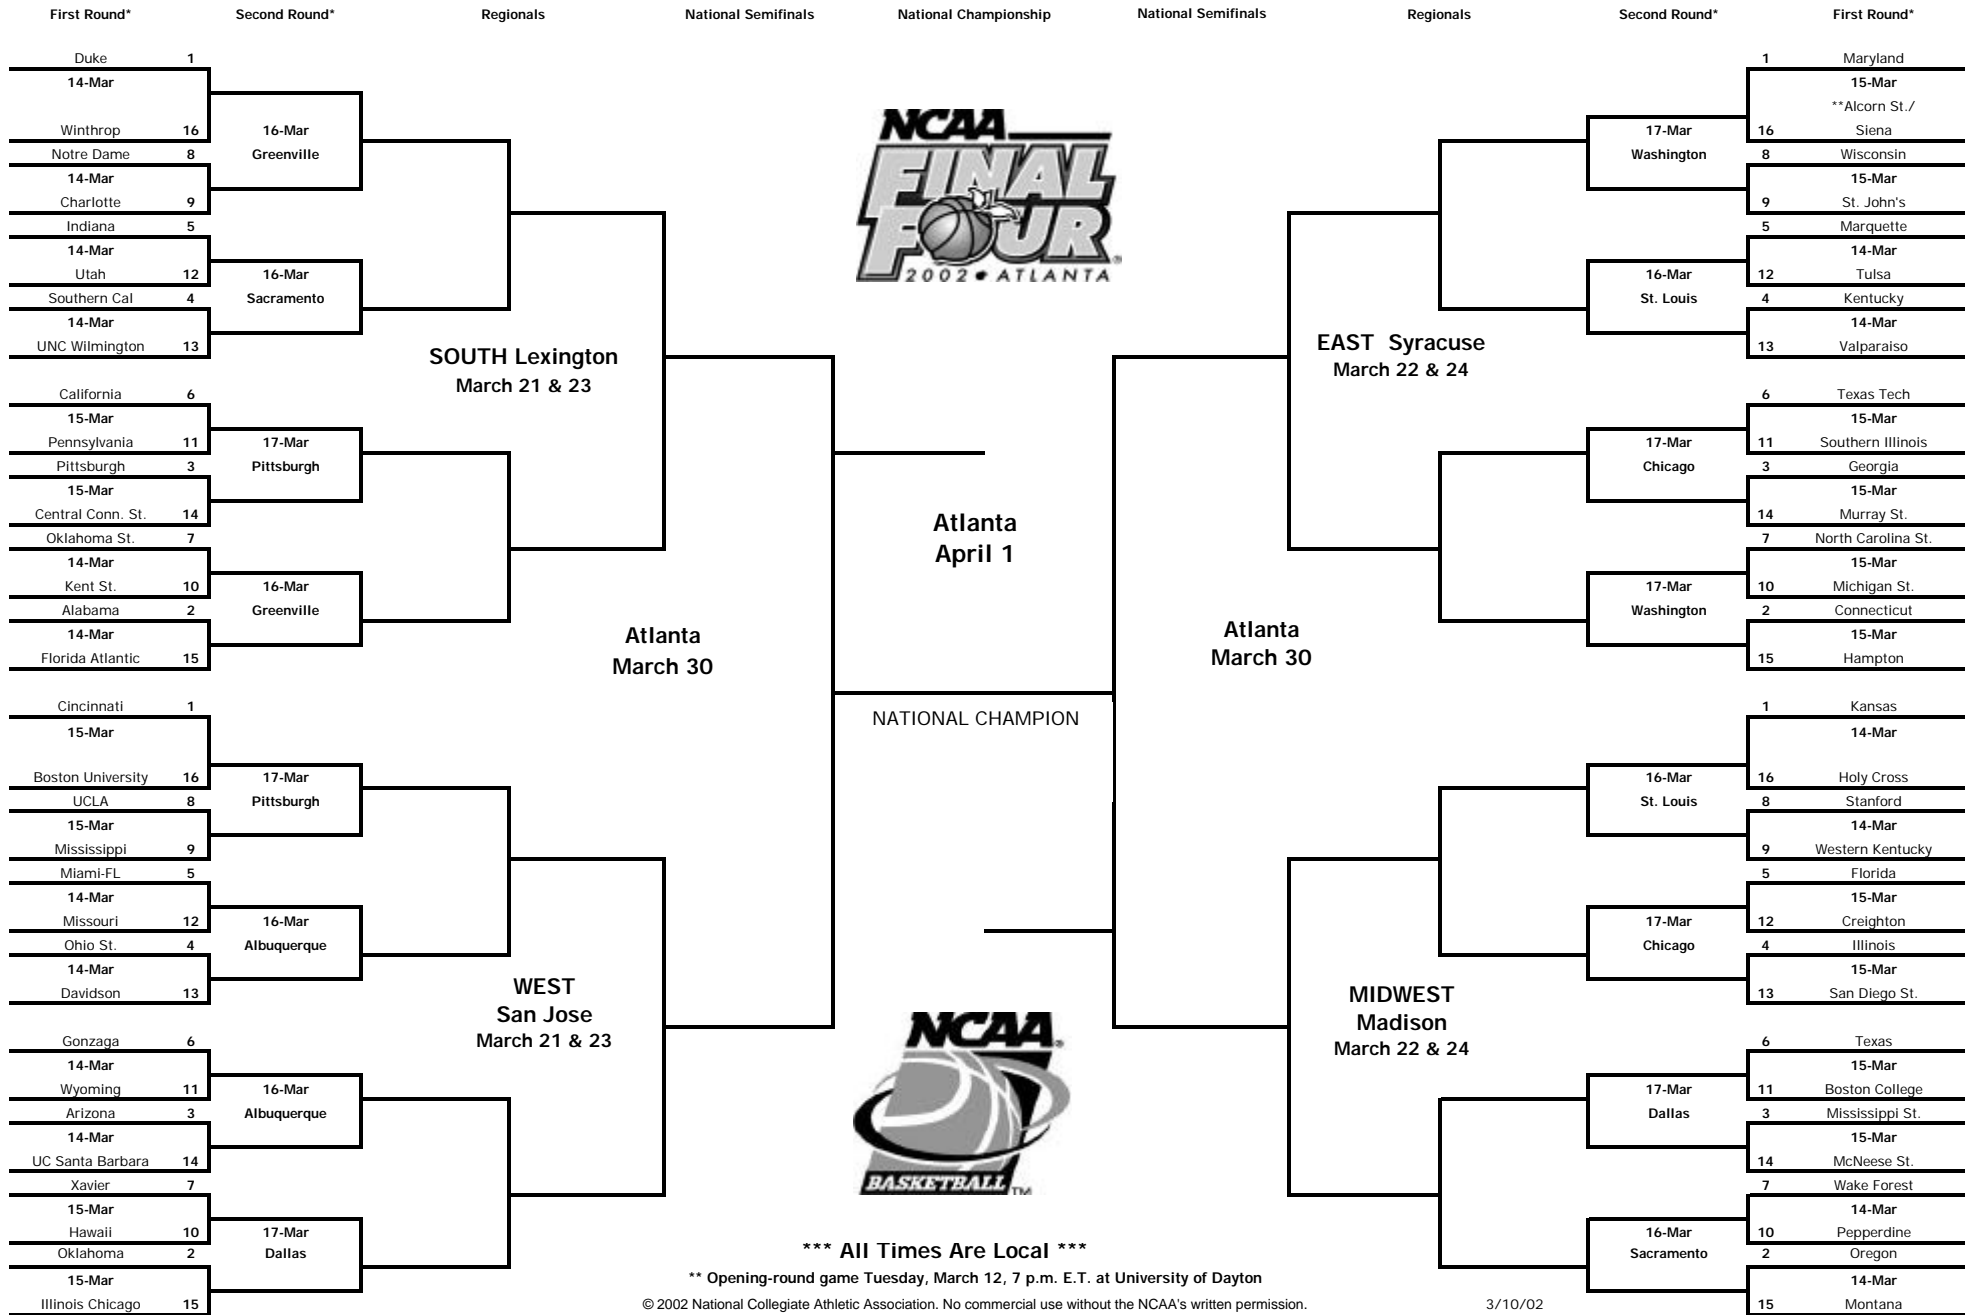 First Round* Second Round* Regionals National Semifinals National Championship National Semifinals Regionals Second Round* First Round*
Duke 1
14-Mar
Winthrop 16
16-Mar
Greenville
Notre Dame 8
14-Mar
Charlotte 9
Indiana 5
14-Mar
Utah 12
16-Mar
Sacramento
Southern Cal 4
14-Mar
UNC Wilmington 13
SOUTH Lexington
March 21 & 23
California 6
15-Mar
Pennsylvania 11
17-Mar
Pittsburgh
Pittsburgh 3
15-Mar
Central Conn. St. 14
Oklahoma St. 7
14-Mar
Kent St. 10
16-Mar
Greenville
Alabama 2
14-Mar
Florida Atlantic 15
Atlanta
March 30
Cincinnati 1
15-Mar
Boston University 16
17-Mar
Pittsburgh
UCLA 8
15-Mar
Mississippi 9
Miami-FL 5
14-Mar
Missouri 12
16-Mar
Albuquerque
Ohio St. 4
14-Mar
Davidson 13
WEST
San Jose
March 21 & 23
Gonzaga 6
14-Mar
Wyoming 11
16-Mar
Albuquerque
Arizona 3
14-Mar
UC Santa Barbara 14
Xavier 7
15-Mar
Hawaii 10
17-Mar
Dallas
Oklahoma 2
15-Mar
Illinois Chicago 15
NCAA
FINAL
FOUR®
2002 • ATLANTA
Atlanta
April 1
NATIONAL CHAMPION
NCAA®
BASKETBALL TM
1 Maryland
15-Mar
**Alcorn St./
16 Siena
17-Mar
Washington
8 Wisconsin
15-Mar
9 St. John's
5 Marquette
14-Mar
12 Tulsa
16-Mar
St. Louis
4 Kentucky
14-Mar
13 Valparaiso
EAST Syracuse
March 22 & 24
6 Texas Tech
15-Mar
11 Southern Illinois
17-Mar
Chicago
3 Georgia
15-Mar
14 Murray St.
7 North Carolina St.
15-Mar
10 Michigan St.
17-Mar
Washington
2 Connecticut
15-Mar
15 Hampton
Atlanta
March 30
1 Kansas
14-Mar
16 Holy Cross
16-Mar
St. Louis
8 Stanford
14-Mar
9 Western Kentucky
5 Florida
15-Mar
12 Creighton
17-Mar
Chicago
4 Illinois
15-Mar
13 San Diego St.
MIDWEST
Madison
March 22 & 24
6 Texas
15-Mar
11 Boston College
17-Mar
Dallas
3 Mississippi St.
15-Mar
14 McNeese St.
7 Wake Forest
14-Mar
10 Pepperdine
16-Mar
Sacramento
2 Oregon
14-Mar
15 Montana
*** All Times Are Local ***
** Opening-round game Tuesday, March 12, 7 p.m. E.T. at University of Dayton
© 2002 National Collegiate Athletic Association. No commercial use without the NCAA's written permission. 3/10/02